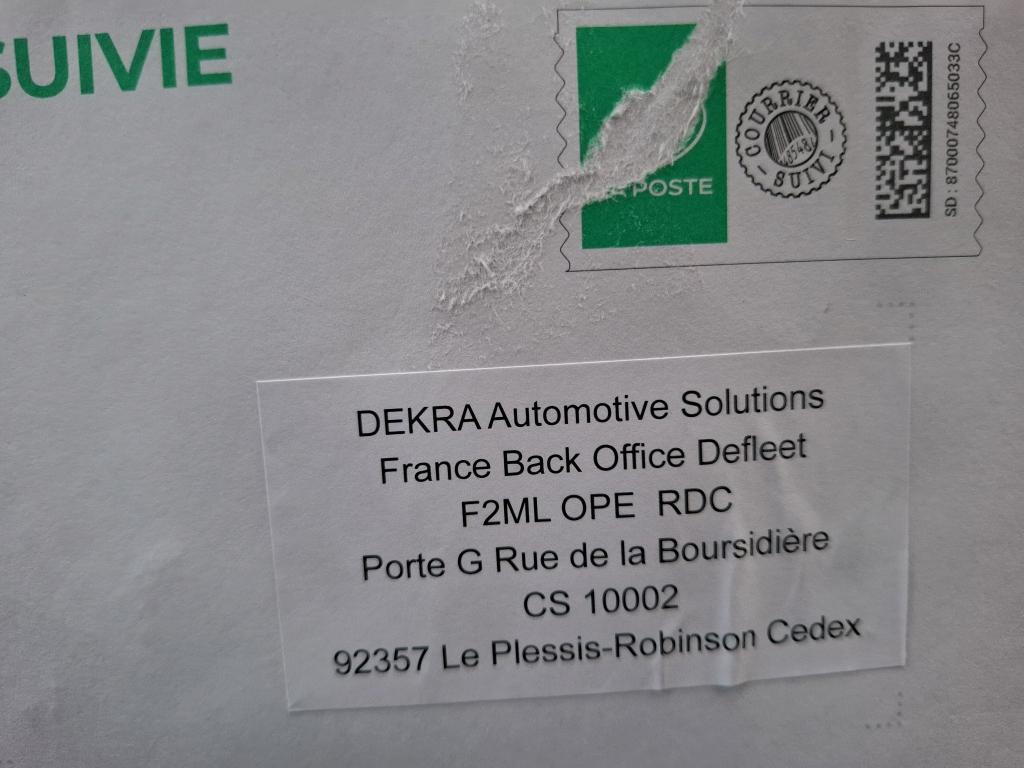 SUIVIE
POSTE
COURRIER
SUIVI
SD : 87000748065033C
DEKRA Automotive Solutions
France Back Office Defleet
F2ML OPE RDC
Porte G Rue de la Boursidière
CS 10002
92357 Le Plessis-Robinson Cedex